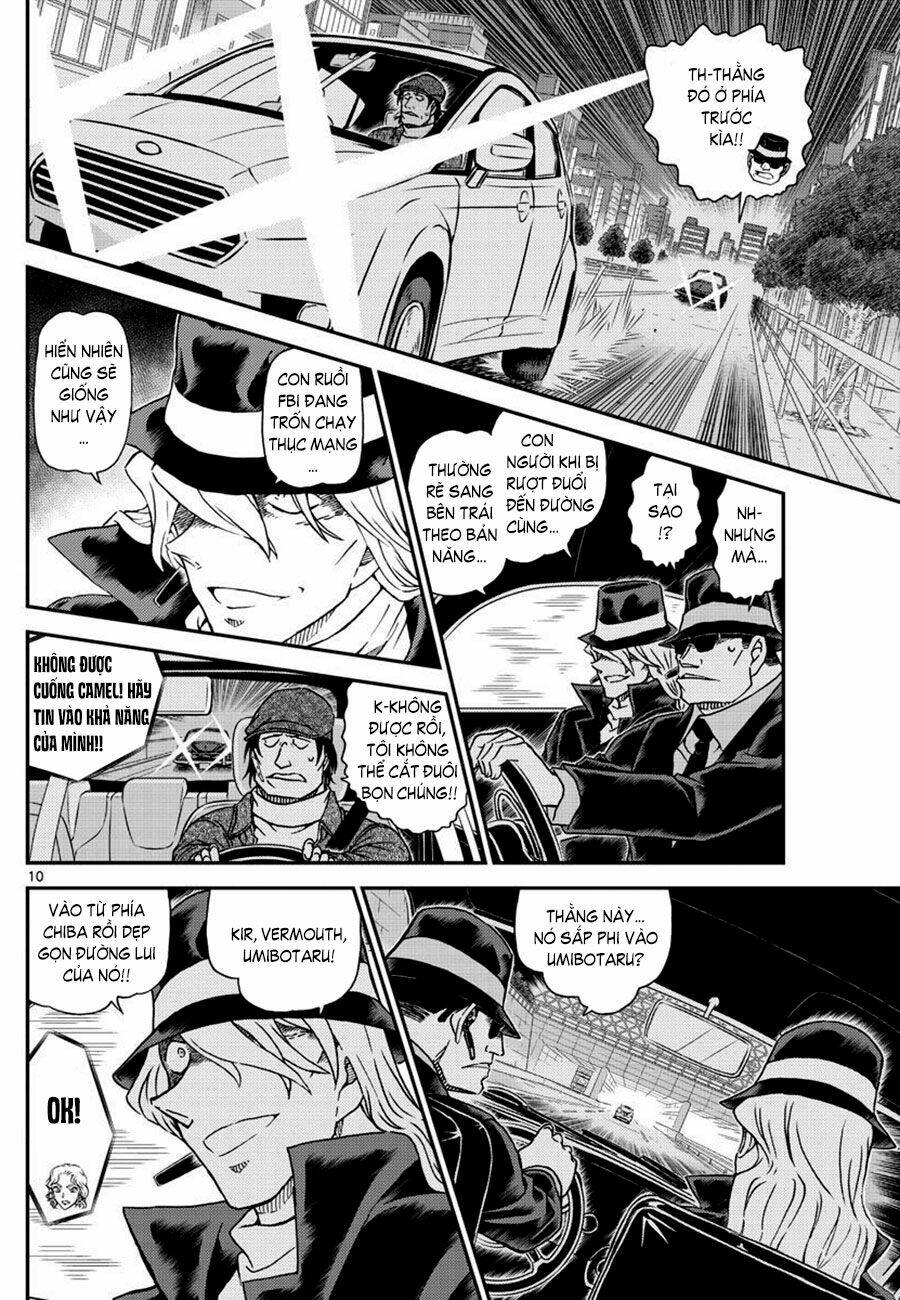 TH-THẰNG
ĐÓ Ở PHÍA
TRƯỚC
KÌA!!
NH-
NHƯNG
MÀ...
TẠI
SAO
!?
CON
NGƯỜI KHI BỊ
RƯỢT ĐUỔI
ĐẾN ĐƯỜNG
CÙNG...
THƯỜNG
RẼ SANG
BÊN TRÁI
THEO BẢN
NĂNG...
CON RUỒI
FBI ĐANG
TRỐN CHẠY
THỤC MẠNG
...
HIỂN NHIÊN
CŨNG SẼ
GIỐNG
NHƯ VẬY
...
K-KHÔNG
ĐƯỢC RỒI,
TÔI KHÔNG
THỂ CẮT ĐUÔI
BỌN CHÚNG!!
KHÔNG ĐƯỢC
CUỐNG CAMEL! HÃY
TIN VÀO KHẢ NĂNG
CỦA MÌNH!!
10
THẰNG NÀY...
NÓ SẮP PHI VÀO
UMIBOTARU?
KIR, VERMOUTH,
UMIBOTARU!
VÀO TỪ PHÍA
CHIBA RỒI DẸP
GỌN ĐƯỜNG LUI
CỦA NÓ!!
OK!